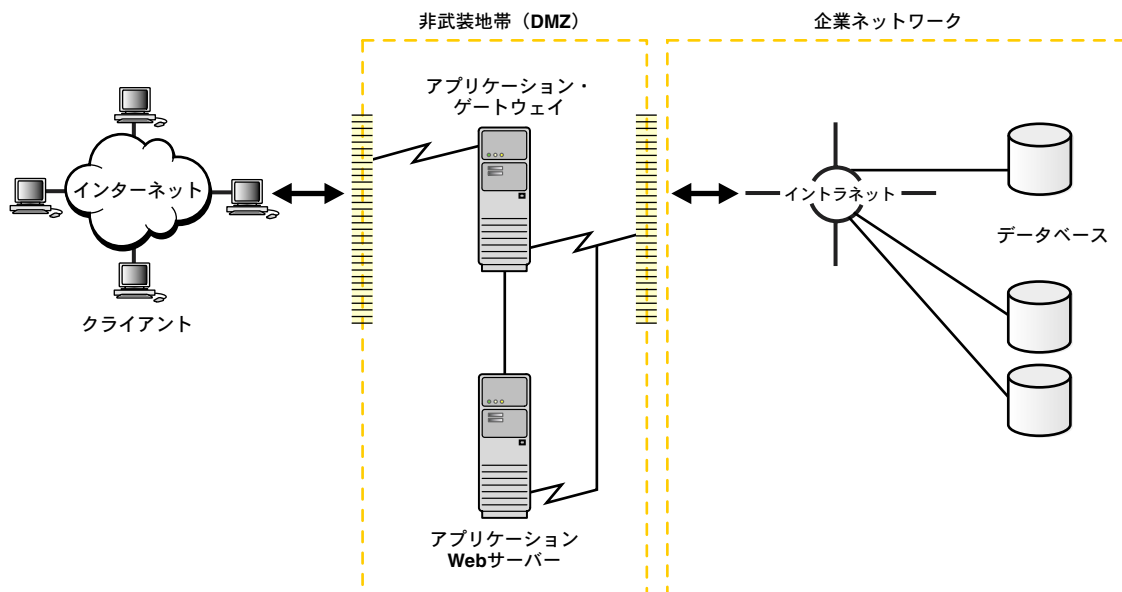 非武装地帯（DMZ）
企業ネットワーク
アプリケーション・
ゲートウェイ
インターネット
イントラネット
データベース
クライアント
アプリケーション
Webサーバー